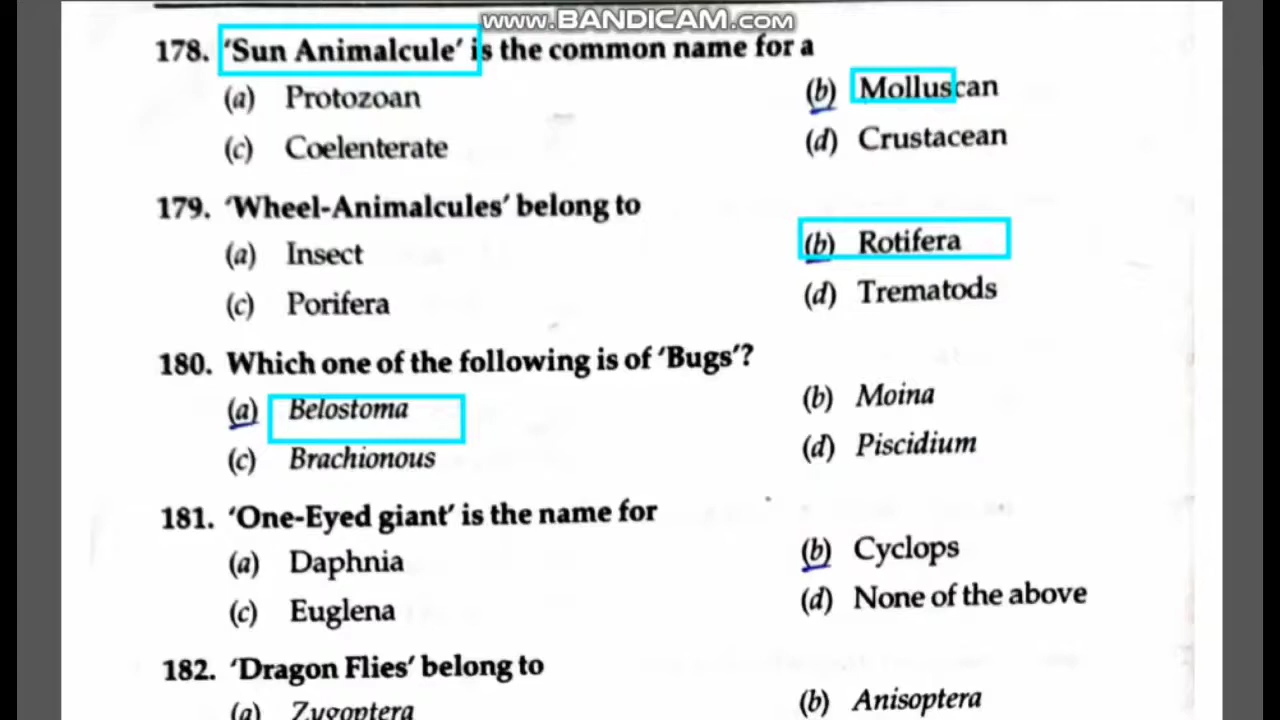 www.BANDICAM.com
178. 'Sun Animalcule' is the common name for a
(a) Protozoan (b) Molluscan
(c) Coelenterate (d) Crustacean
179. 'Wheel-Animalcules' belong to
(a) Insect (b) Rotifera
(c) Porifera (d) Trematods
180. Which one of the following is of 'Bugs'?
(a) Belostoma (b) Moina
(c) Brachionous (d) Piscidium
181. 'One-Eyed giant' is the name for
(a) Daphnia (b) Cyclops
(c) Euglena (d) None of the above
182. 'Dragon Flies' belong to
(a) Zygoptera (b) Anisoptera